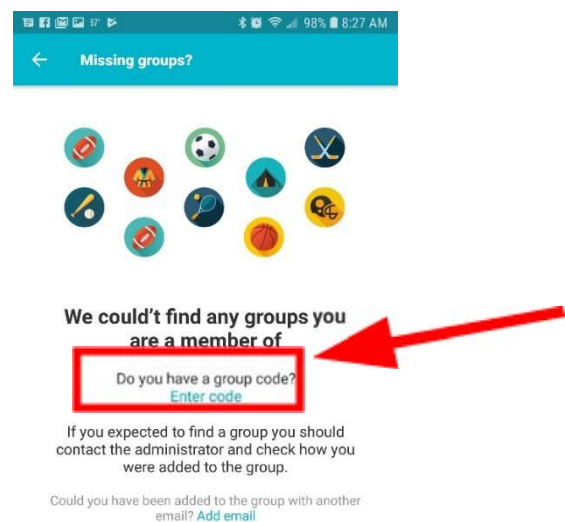 57° 98% 8:27 AM
Missing groups?
We could't find any groups you
are a member of
Do you have a group code?
Enter code
If you expected to find a group you should
contact the administrator and check how you
were added to the group.
Could you have been added to the group with another
email? Add email